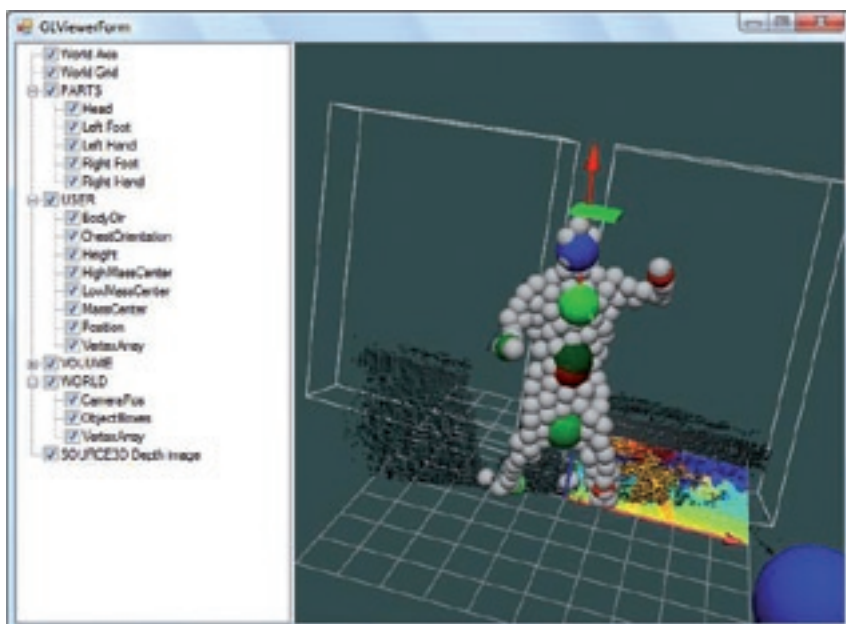 GLViewerForm
World Axis
World Grid
PARTS
Head
Left Foot
Left Hand
Right Foot
Right Hand
USER
BodyDir
ChestOrientation
Height
HighMassCenter
LowMassCenter
MassCenter
Position
VertexArray
VOLUME
WORLD
CameraPos
ObjectBoxes
VertexArray
SOURCE3D Depth image